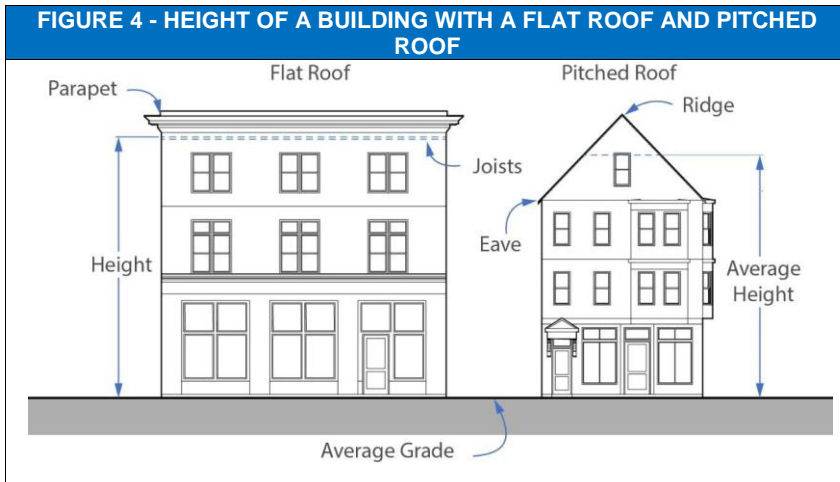 FIGURE 4 - HEIGHT OF A BUILDING WITH A FLAT ROOF AND PITCHED
ROOF
Flat Roof
Pitched Roof
Parapet
Ridge
Joists
Eave
Height
Average
Height
Average Grade